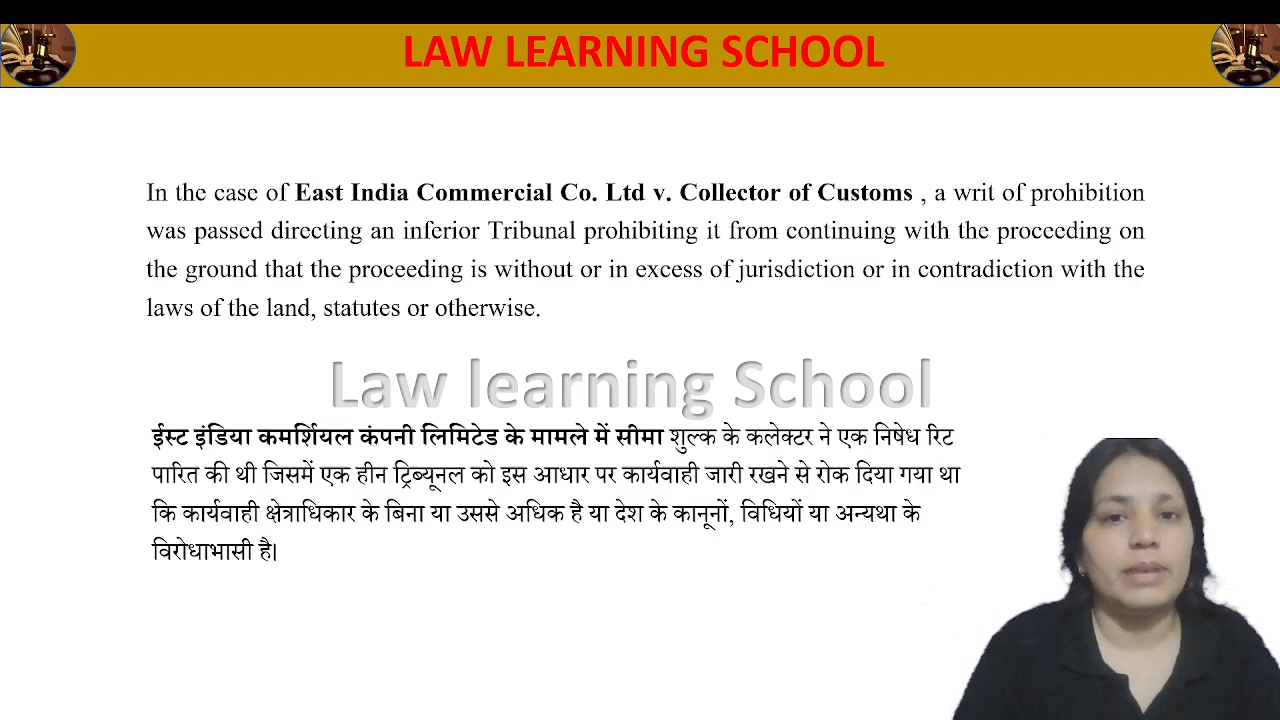 LAW LEARNING SCHOOL
In the case of East India Commercial Co. Ltd v. Collector of Customs , a writ of prohibition
was passed directing an inferior Tribunal prohibiting it from continuing with the proceeding on
the ground that the proceeding is without or in excess of jurisdiction or in contradiction with the
laws of the land, statutes or otherwise.
Law learning School
ईस्ट इंडिया कमर्शियल कंपनी लिमिटेड के मामले में सीमा शुल्क के कलेक्टर ने एक निषेध रिट
पारित की थी जिसमें एक हीन ट्रिब्यूनल को इस आधार पर कार्यवाही जारी रखने से रोक दिया गया था
कि कार्यवाही क्षेत्राधिकार के बिना या उससे अधिक है या देश के कानूनों, विधियों या अन्यथा के
विरोधाभासी है।